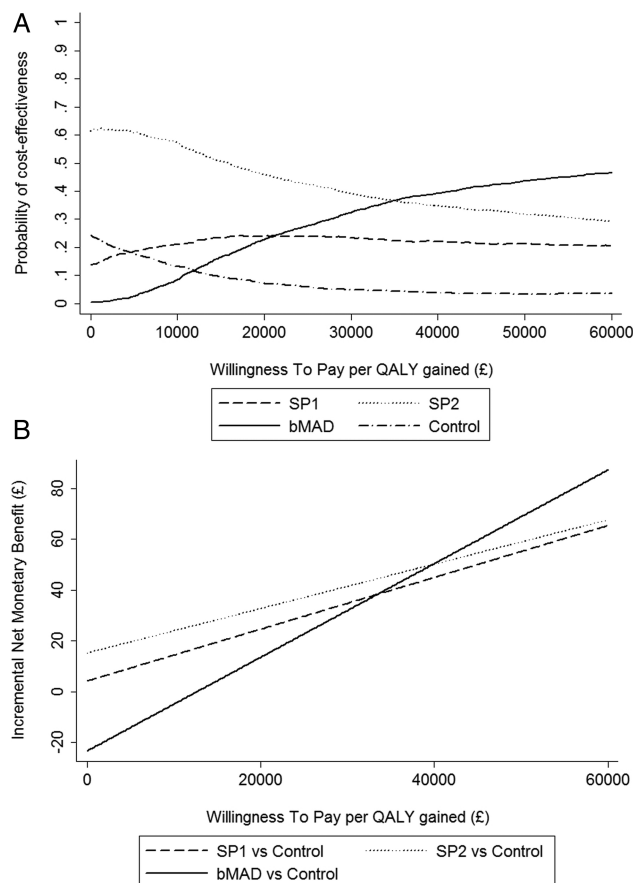 A
Probability of cost-effectiveness
1
.9
.8
.7
.6
.5
.4
.3
.2
.1
0
0 10000 20000 30000 40000 50000 60000
Willingness To Pay per QALY gained (£)
SP1 SP2
bMAD Control
B
Incremental Net Monetary Benefit (£)
80
60
40
20
0
-20
0 20000 40000 60000
Willingness To Pay per QALY gained (£)
SP1 vs Control SP2 vs Control
bMAD vs Control